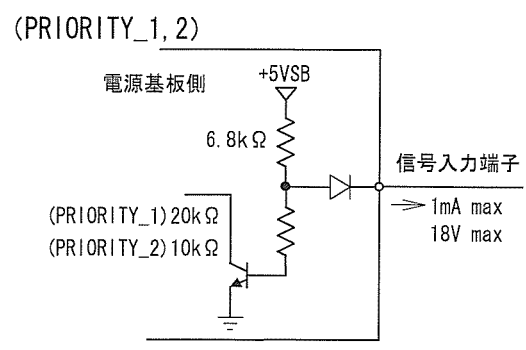 (PRIORITY_1,2)
電源基板側
+5VSB
6.8kΩ
信号入力端子
1mA max
18V max
(PRIORITY_1)20kΩ
(PRIORITY_2)10kΩ